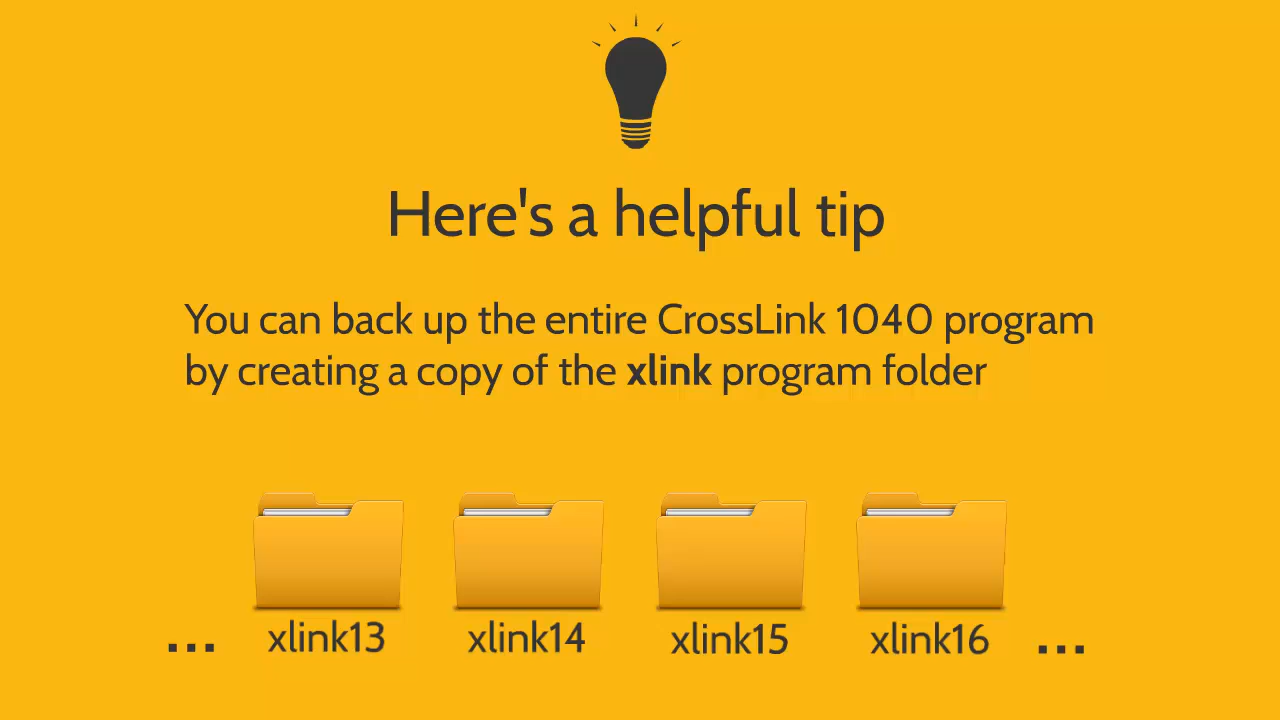 Here's a helpful tip
You can back up the entire CrossLink 1040 program
by creating a copy of the xlink program folder
... xlink13 xlink14 xlink15 xlink16 ...